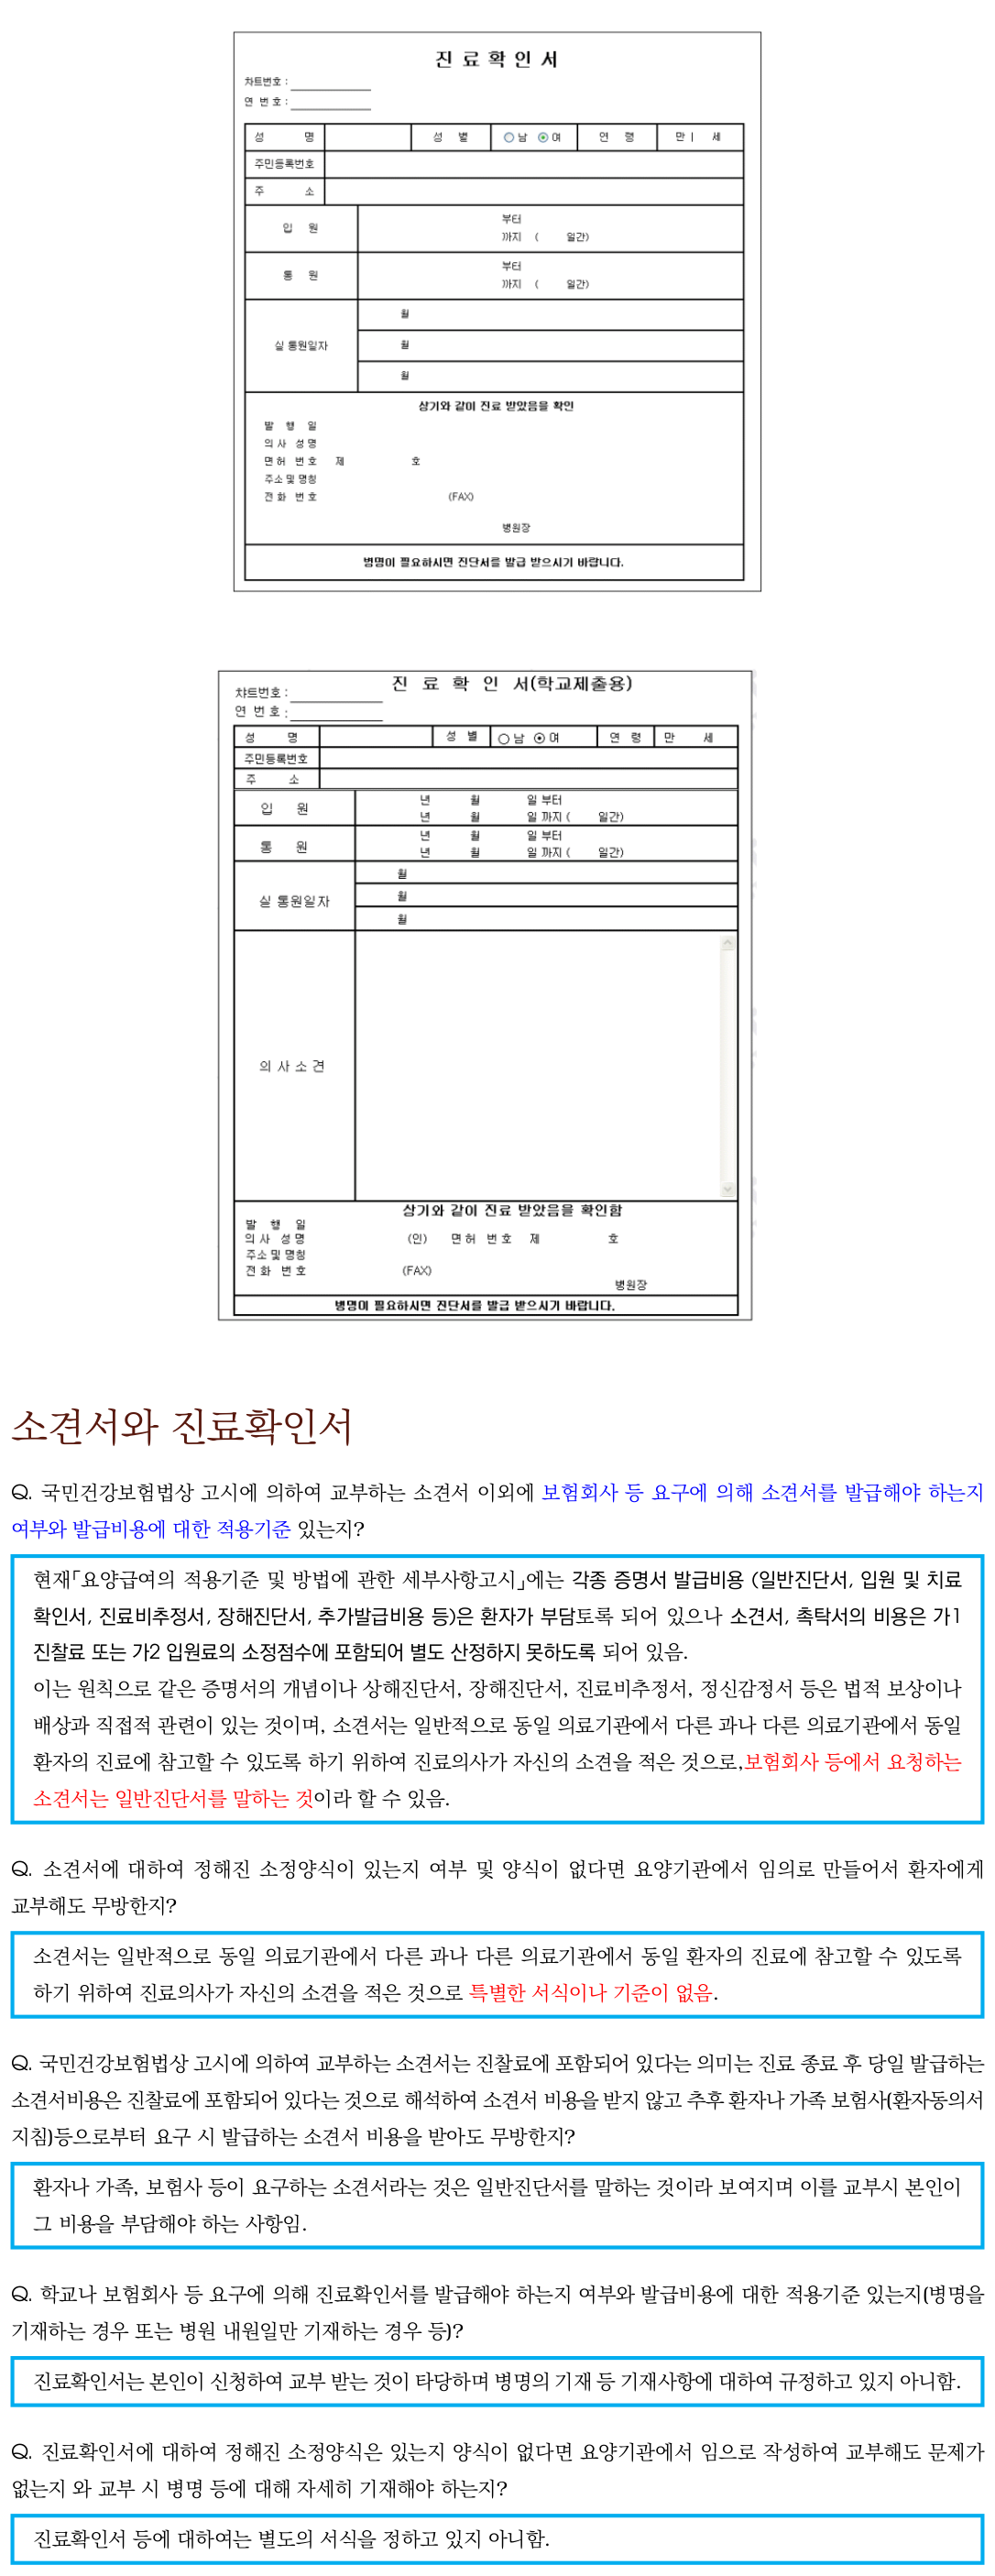 진 료 확 인 서
차트번호 :
연 번 호 :
성 명 성 별 남 여 연 령 만 세
주민등록번호
주 소
입 원 부터
까지 ( 일간)
통 원 부터
까지 ( 일간)
월
실 통원일자 월
월
상기와 같이 진료 받았음을 확인
발 행 일
의 사 성 명
면 허 번 호 제 호
주소 및 명칭
전 화 번 호 (FAX)
병원장
병명이 필요하시면 진단서를 발급 받으시기 바랍니다.
진 료 확 인 서(학교제출용)
챠트번호 :
연 번 호 :
성 명 성 별 남 여 연 령 만 세
주민등록번호
주 소
입 원 년 월 일 부터
년 월 일 까지 ( 일간)
통 원 년 월 일 부터
년 월 일 까지 ( 일간)
월
실 통원일자 월
월
의 사 소 견
상기와 같이 진료 받았음을 확인함
발 행 일
의 사 성 명 (인) 면 허 번 호 제 호
주소 및 명칭
전 화 번 호 (FAX)
병원장
병명이 필요하시면 진단서를 발급 받으시기 바랍니다.
소견서와 진료확인서
Q. 국민건강보험법상 고시에 의하여 교부하는 소견서 이외에 보험회사 등 요구에 의해 소견서를 발급해야 하는지
여부와 발급비용에 대한 적용기준 있는지?
현재「요양급여의 적용기준 및 방법에 관한 세부사항고시」에는 각종 증명서 발급비용 (일반진단서, 입원 및 치료
확인서, 진료비추정서, 장해진단서, 추가발급비용 등)은 환자가 부담토록 되어 있으나 소견서, 촉탁서의 비용은 가1
진찰료 또는 가2 입원료의 소정점수에 포함되어 별도 산정하지 못하도록 되어 있음.
이는 원칙으로 같은 증명서의 개념이나 상해진단서, 장해진단서, 진료비추정서, 정신감정서 등은 법적 보상이나
배상과 직접적 관련이 있는 것이며, 소견서는 일반적으로 동일 의료기관에서 다른 과나 다른 의료기관에서 동일
환자의 진료에 참고할 수 있도록 하기 위하여 진료의사가 자신의 소견을 적은 것으로,보험회사 등에서 요청하는
소견서는 일반진단서를 말하는 것이라 할 수 있음.
Q. 소견서에 대하여 정해진 소정양식이 있는지 여부 및 양식이 없다면 요양기관에서 임의로 만들어서 환자에게
교부해도 무방한지?
소견서는 일반적으로 동일 의료기관에서 다른 과나 다른 의료기관에서 동일 환자의 진료에 참고할 수 있도록
하기 위하여 진료의사가 자신의 소견을 적은 것으로 특별한 서식이나 기준이 없음.
Q. 국민건강보험법상 고시에 의하여 교부하는 소견서는 진찰료에 포함되어 있다는 의미는 진료 종료 후 당일 발급하는
소견서비용은 진찰료에 포함되어 있다는 것으로 해석하여 소견서 비용을 받지 않고 추후 환자나 가족 보험사(환자동의서
지침)등으로부터 요구 시 발급하는 소견서 비용을 받아도 무방한지?
환자나 가족, 보험사 등이 요구하는 소견서라는 것은 일반진단서를 말하는 것이라 보여지며 이를 교부시 본인이
그 비용을 부담해야 하는 사항임.
Q. 학교나 보험회사 등 요구에 의해 진료확인서를 발급해야 하는지 여부와 발급비용에 대한 적용기준 있는지(병명을
기재하는 경우 또는 병원 내원일만 기재하는 경우 등)?
진료확인서는 본인이 신청하여 교부 받는 것이 타당하며 병명의 기재 등 기재사항에 대하여 규정하고 있지 아니함.
Q. 진료확인서에 대하여 정해진 소정양식은 있는지 양식이 없다면 요양기관에서 임으로 작성하여 교부해도 문제가
없는지 와 교부 시 병명 등에 대해 자세히 기재해야 하는지?
진료확인서 등에 대하여는 별도의 서식을 정하고 있지 아니함.